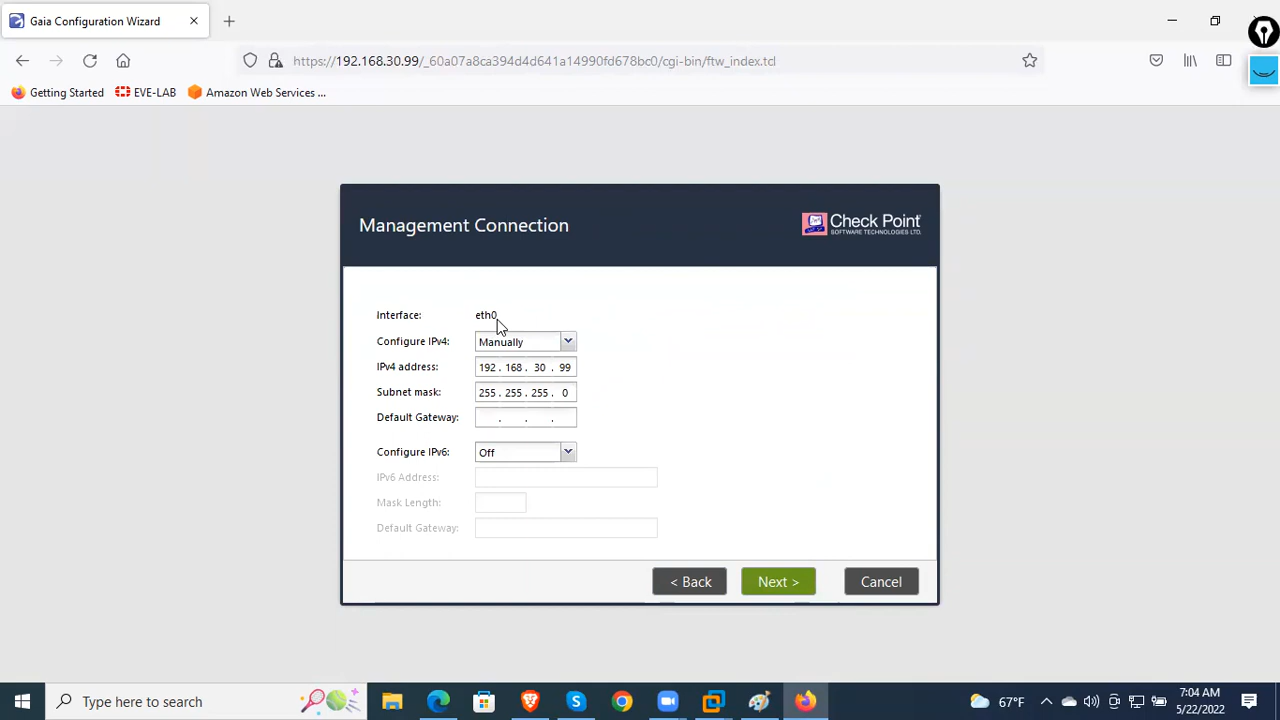 Gaia Configuration Wizard
https://192.168.30.99/_60a07a8ca394d4d641a14990fd678bc0/cgi-bin/ftw_index.tcl
Getting Started EVE-LAB Amazon Web Services ...
Management Connection
Check Point
SOFTWARE TECHNOLOGIES LTD.
Interface: eth0
Configure IPv4: Manually
IPv4 address: 192 . 168 . 30 . 99
Subnet mask: 255 . 255 . 255 . 0
Default Gateway: . . .
Configure IPv6: Off
IPv6 Address:
Mask Length:
Default Gateway:
< Back Next > Cancel
Type here to search
67°F
7:04 AM
5/22/2022